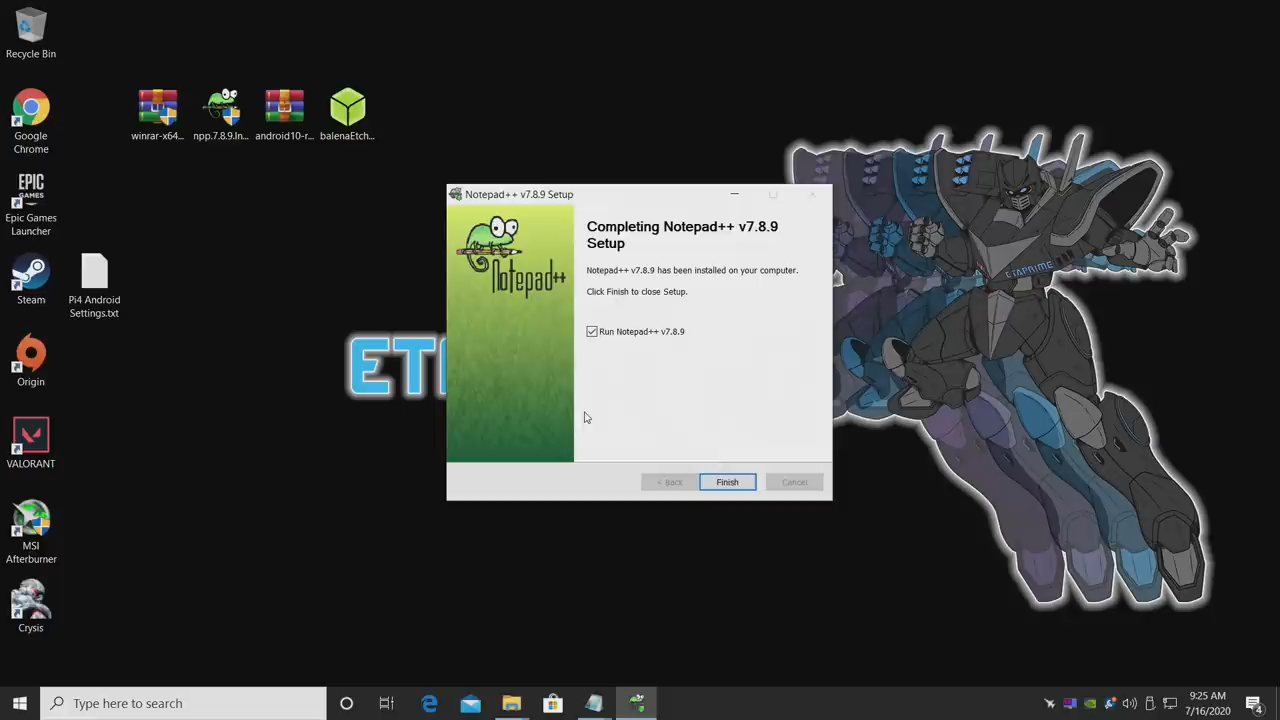 Recycle Bin
Google
Chrome
EPIC
GAMES
Epic Games
Launcher
Steam
Origin
VALORANT
MSI
Afterburner
Crysis
winrar-x64...
npp.7.8.9.In...
android10-r...
balenaEtch...
Pi4 Android
Settings.txt
ET
ETAPRIME
Notepad++ v7.8.9 Setup
Notepad++
Completing Notepad++ v7.8.9
Setup
Notepad++ v7.8.9 has been installed on your computer.
Click Finish to close Setup.
Run Notepad++ v7.8.9
< Back
Finish
Cancel
Type here to search
9:25 AM
7/16/2020
4